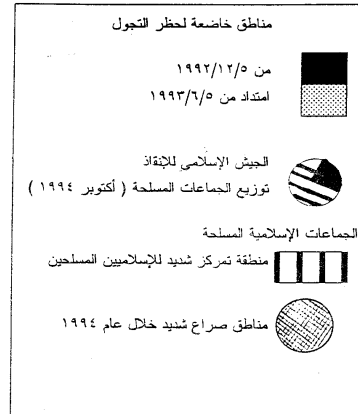 مناطق خاضعة لحظر التجول
من ١٩٩٢/١٢/٥
امتداد من ١٩٩٣/٦/٥
الجيش الإسلامى للإنقاذ
توزيع الجماعات المسلحة ( أكتوبر ١٩٩٤ )
الجماعات الإسلامية المسلحة
منطقة تمركز شديد للإسلاميين المسلحين
مناطق صراع شديد خلال عام ١٩٩٤